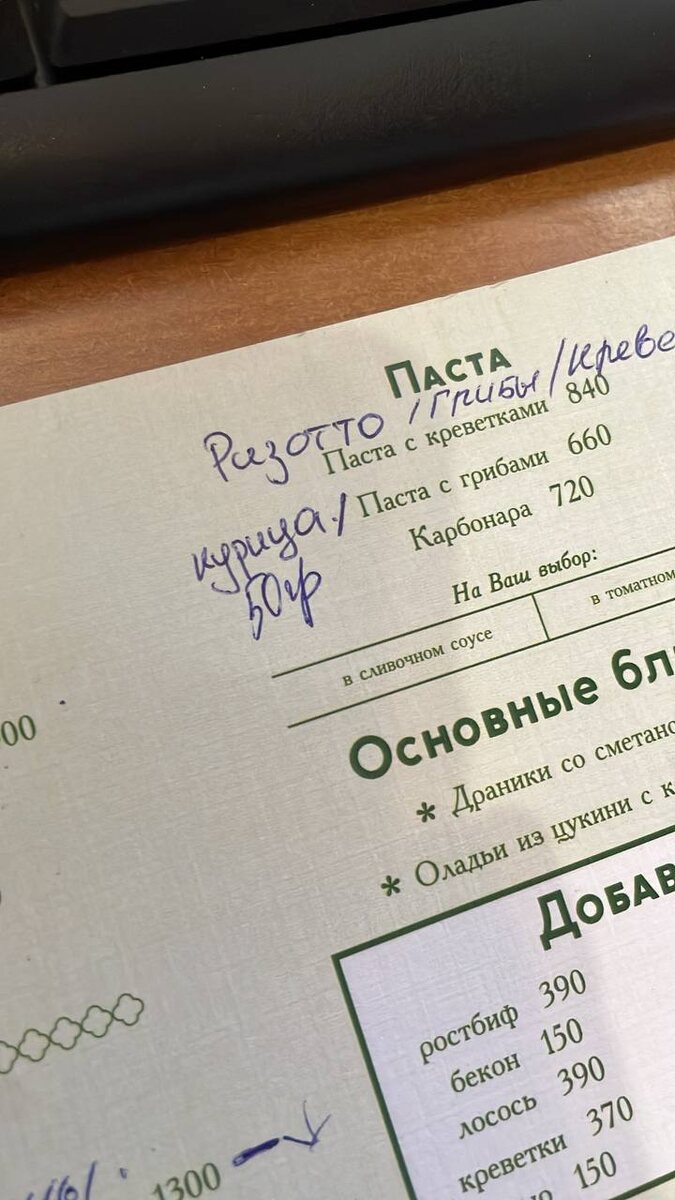 ПАСТА
Ризотто /грибы/креве
Паста с креветками 840
курица./
Паста с грибами 660
50гр
Карбонара 720
На Ваш выбор:
в сливочном соусе
в томатном
ОСНОВНЫЕ БЛ
00
* Драники со сметано
* Оладьи из цукини с к
ДОБАВ
ростбиф 390
бекон 150
лосось 390
креветки 370
150
1300